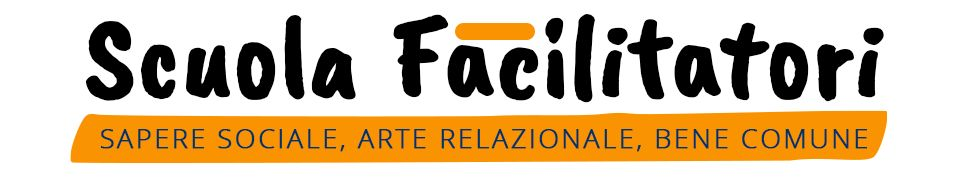 Scuola Facilitatori
SAPERE SOCIALE, ARTE RELAZIONALE, BENE COMUNE